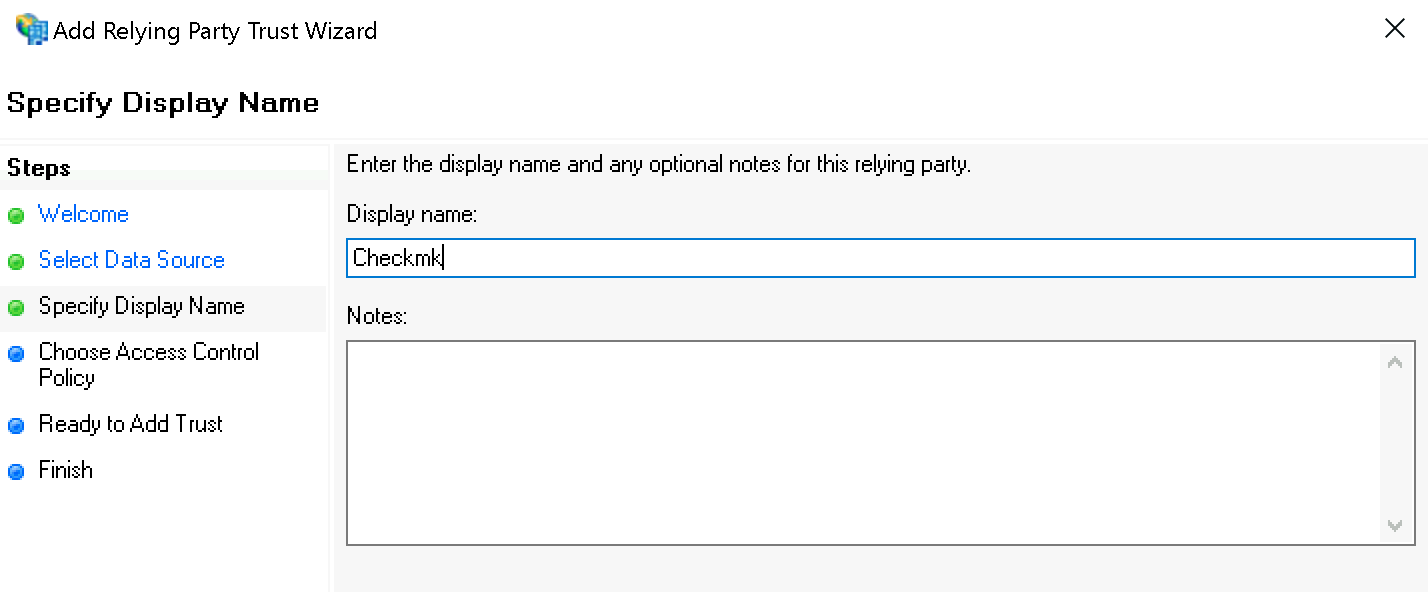 Add Relying Party Trust Wizard
Specify Display Name
Steps
Welcome
Select Data Source
Specify Display Name
Choose Access Control
Policy
Ready to Add Trust
Finish
Enter the display name and any optional notes for this relying party.
Display name:
Checkmk
Notes: